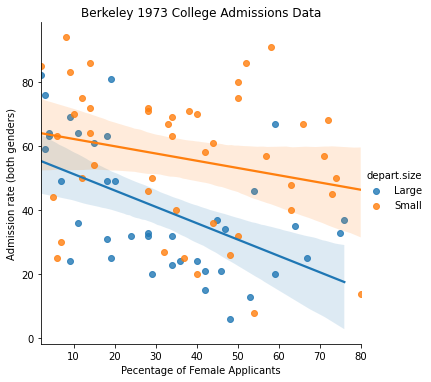 Berkeley 1973 College Admissions Data
Admission rate (both genders)
80
60
40
20
0
10 20 30 40 50 60 70 80
Pecentage of Female Applicants
depart.size
Large
Small